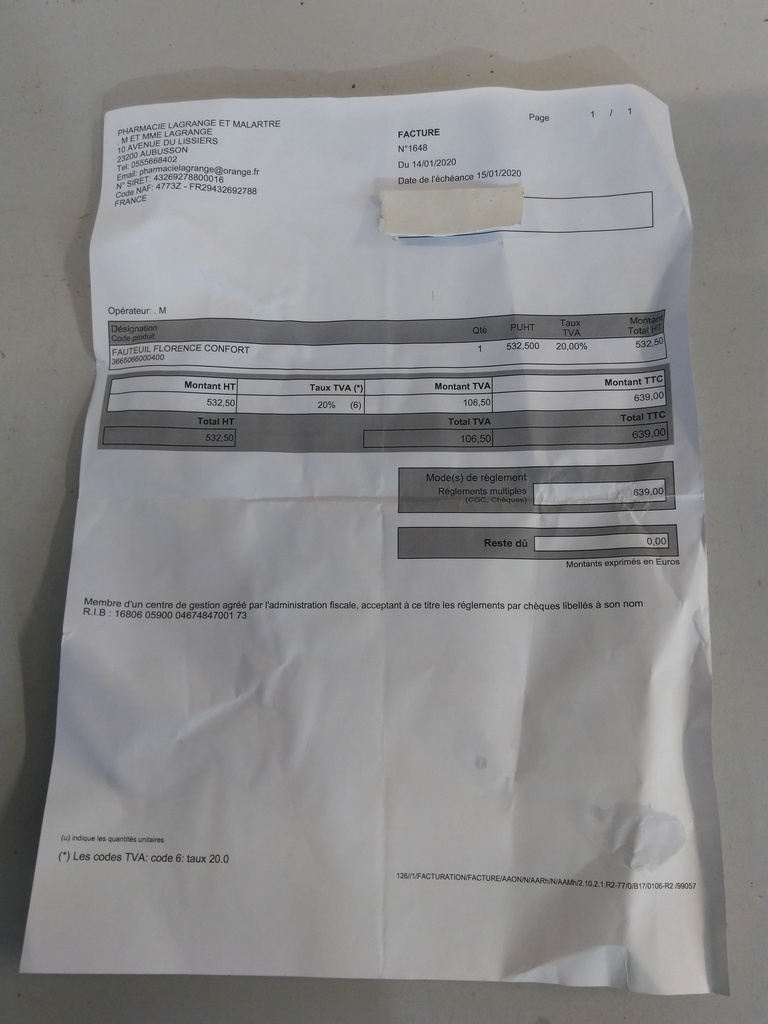 Page 1 / 1
PHARMACIE LAGRANGE ET MALARTRE
M ET MME LAGRANGE
10 AVENUE DU LISSIERS
23200 AUBUSSON
Tel: 0555668402
Email: pharmacielagrange@orange.fr
N° SIRET: 43269278800016
Code NAF: 4773Z - FR29432692788
FRANCE
FACTURE
N°1648
Du 14/01/2020
Date de l'échéance 15/01/2020
Opérateur: . M
Désignation Qté PUHT Taux TVA Montant Total HT
Code produit
FAUTEUIL FLORENCE CONFORT 1 532,500 20,00% 532,50
3665066000400
Montant HT Taux TVA (*) Montant TVA Montant TTC
532,50 20% (6) 106,50 639,00
Total HT Total TVA Total TTC
532,50 106,50 639,00
Mode(s) de règlement
Réglements multiples 639,00
(CGC, Chèques)
Reste dû 0,00
Montants exprimés en Euros
Membre d'un centre de gestion agréé par l'administration fiscale, acceptant à ce titre les réglements par chèques libellés à son nom
R.I.B : 16806 05900 04674847001 73
(u) indique les quantités unitaires
(*) Les codes TVA: code 6: taux 20.0
126//1/FACTURATION/FACTURE/AAON/N/AARh/N/AAMh/2.10.2.1.R2-77/0/B17/0106-R2 /99057